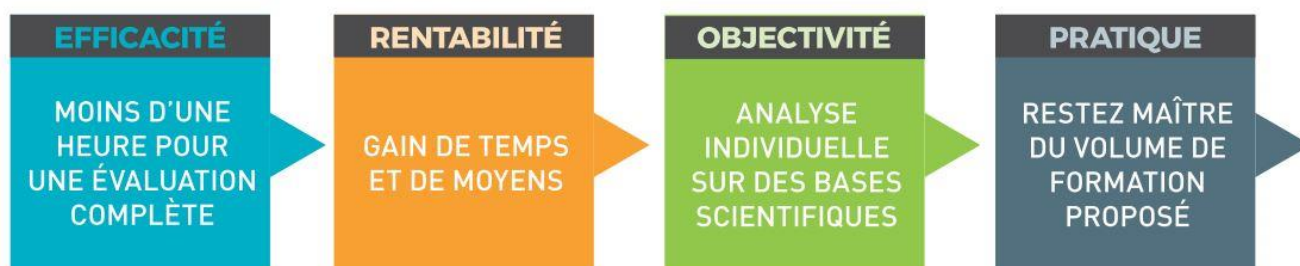 EFFICACITÉ
MOINS D'UNE
HEURE POUR
UNE ÉVALUATION
COMPLÈTE
RENTABILITÉ
GAIN DE TEMPS
ET DE MOYENS
OBJECTIVITÉ
ANALYSE
INDIVIDUELLE
SUR DES BASES
SCIENTIFIQUES
PRATIQUE
RESTEZ MAÎTRE
DU VOLUME DE
FORMATION
PROPOSÉ